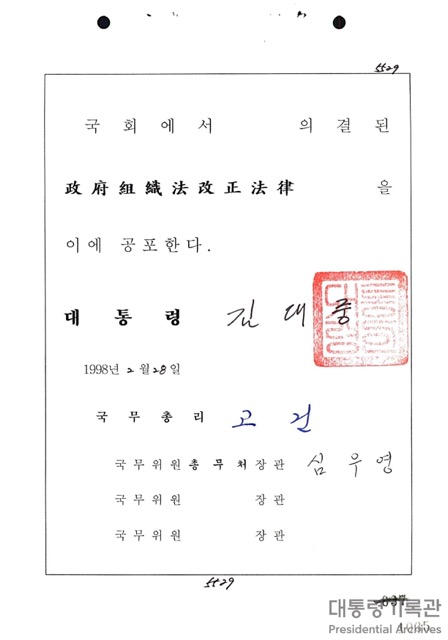 5529
국회에서 의결된
政府組織法改正法律 을
이에 공포한다.
대통령 김대중
1998년 2월 28일
국무총리 고건
국무위원 총무처장관 심우영
국무위원 장관
국무위원 장관
5529
대통령기록관
Presidential Archives